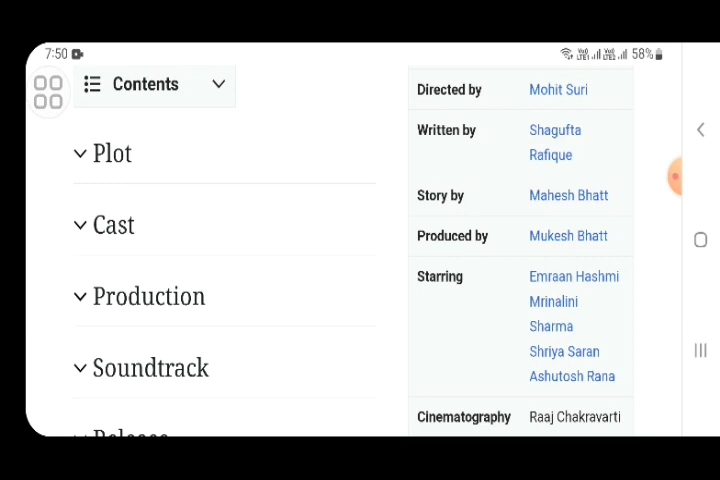 7:50
58%
Contents
Plot
Cast
Production
Soundtrack
Release
Directed by Mohit Suri
Written by Shagufta
Rafique
Story by Mahesh Bhatt
Produced by Mukesh Bhatt
Starring Emraan Hashmi
Mrinalini
Sharma
Shriya Saran
Ashutosh Rana
Cinematography Raaj Chakravarti